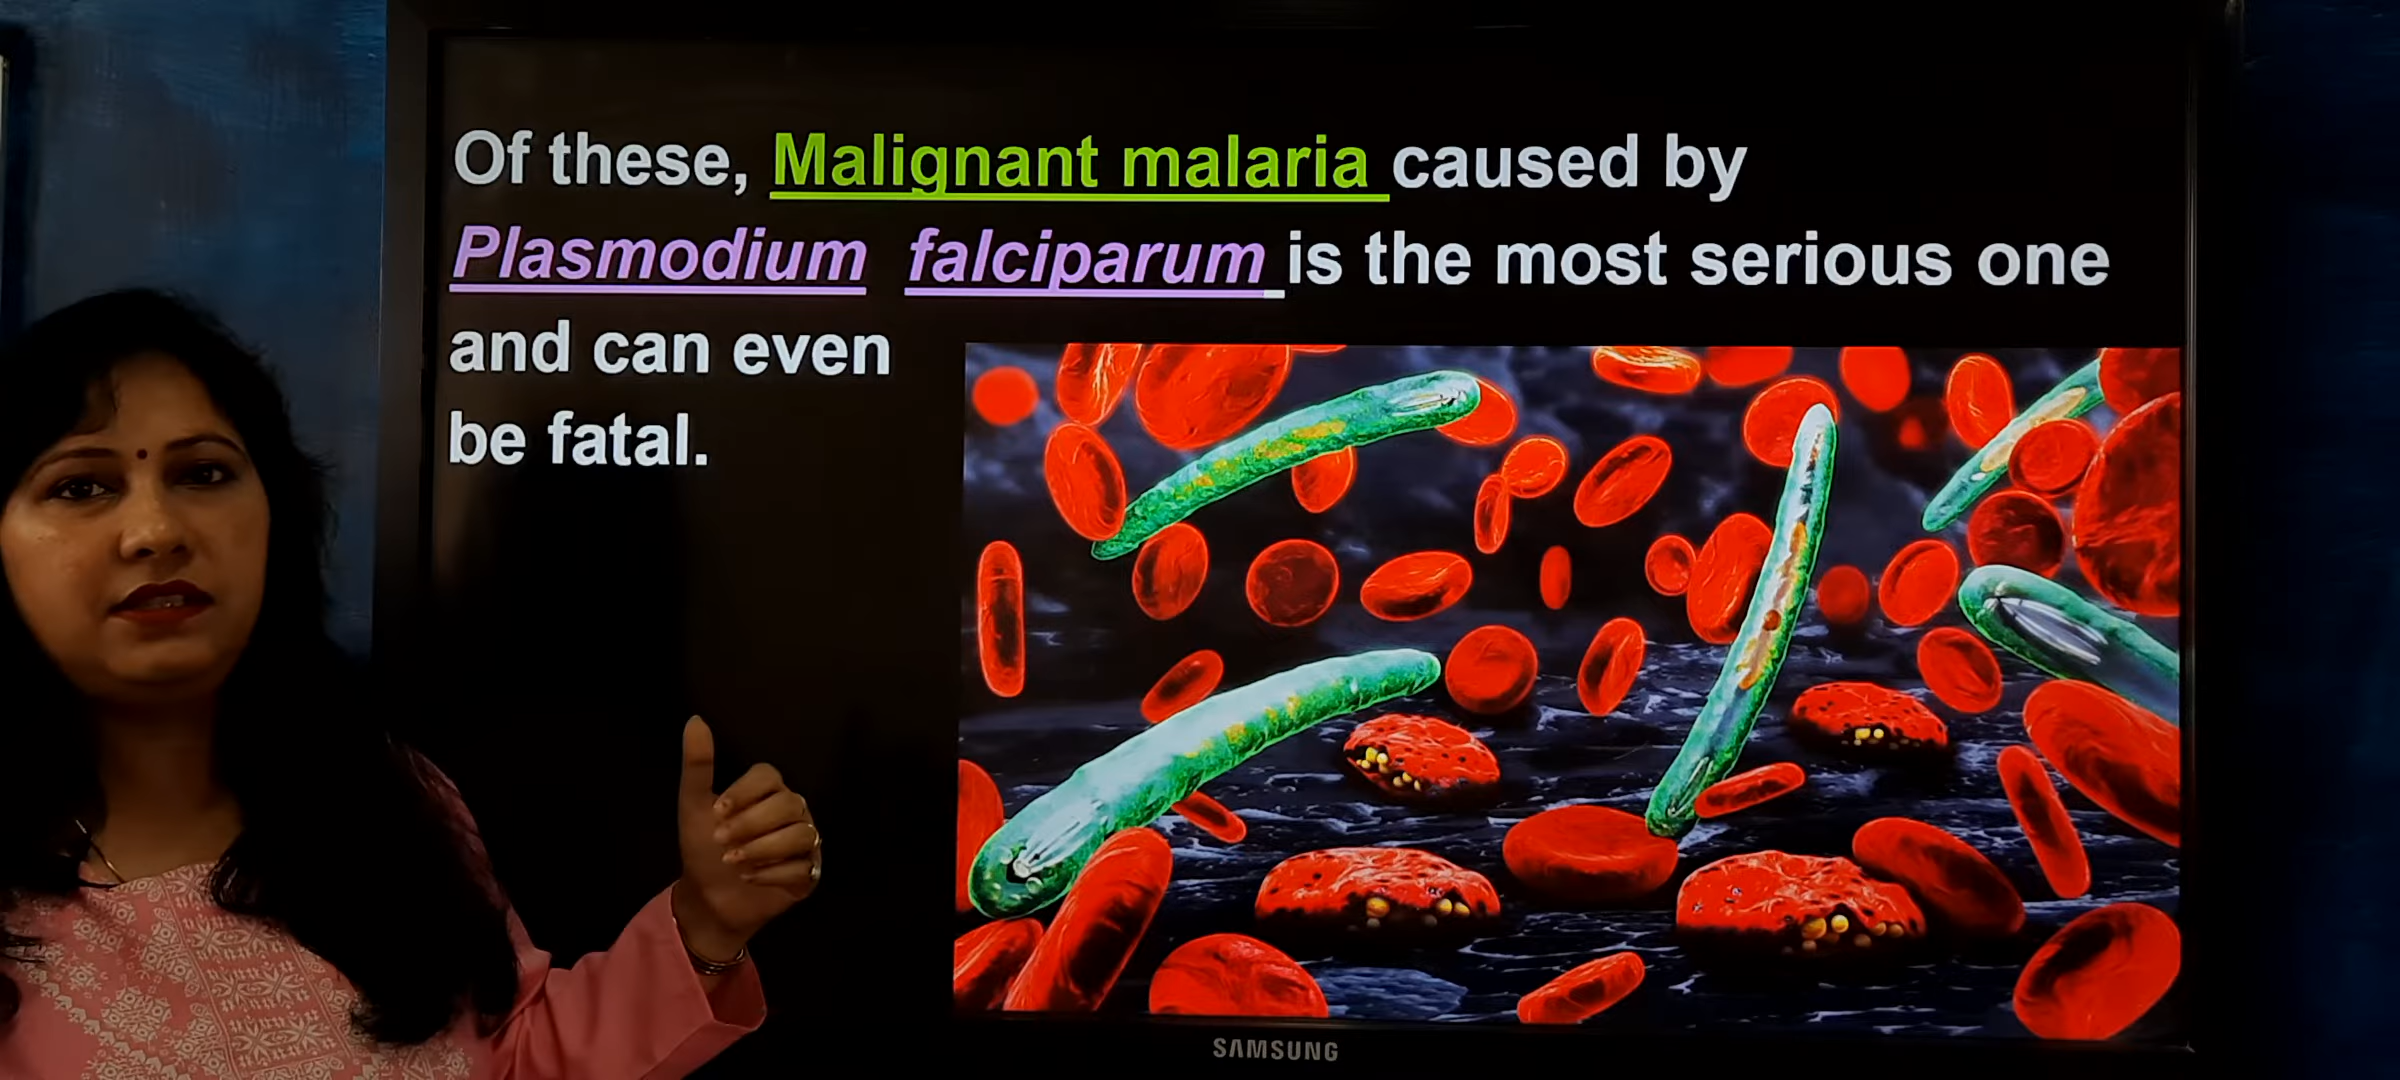 Of these, Malignant malaria caused by
Plasmodium falciparum is the most serious one
and can even
be fatal.
SAMSUNG